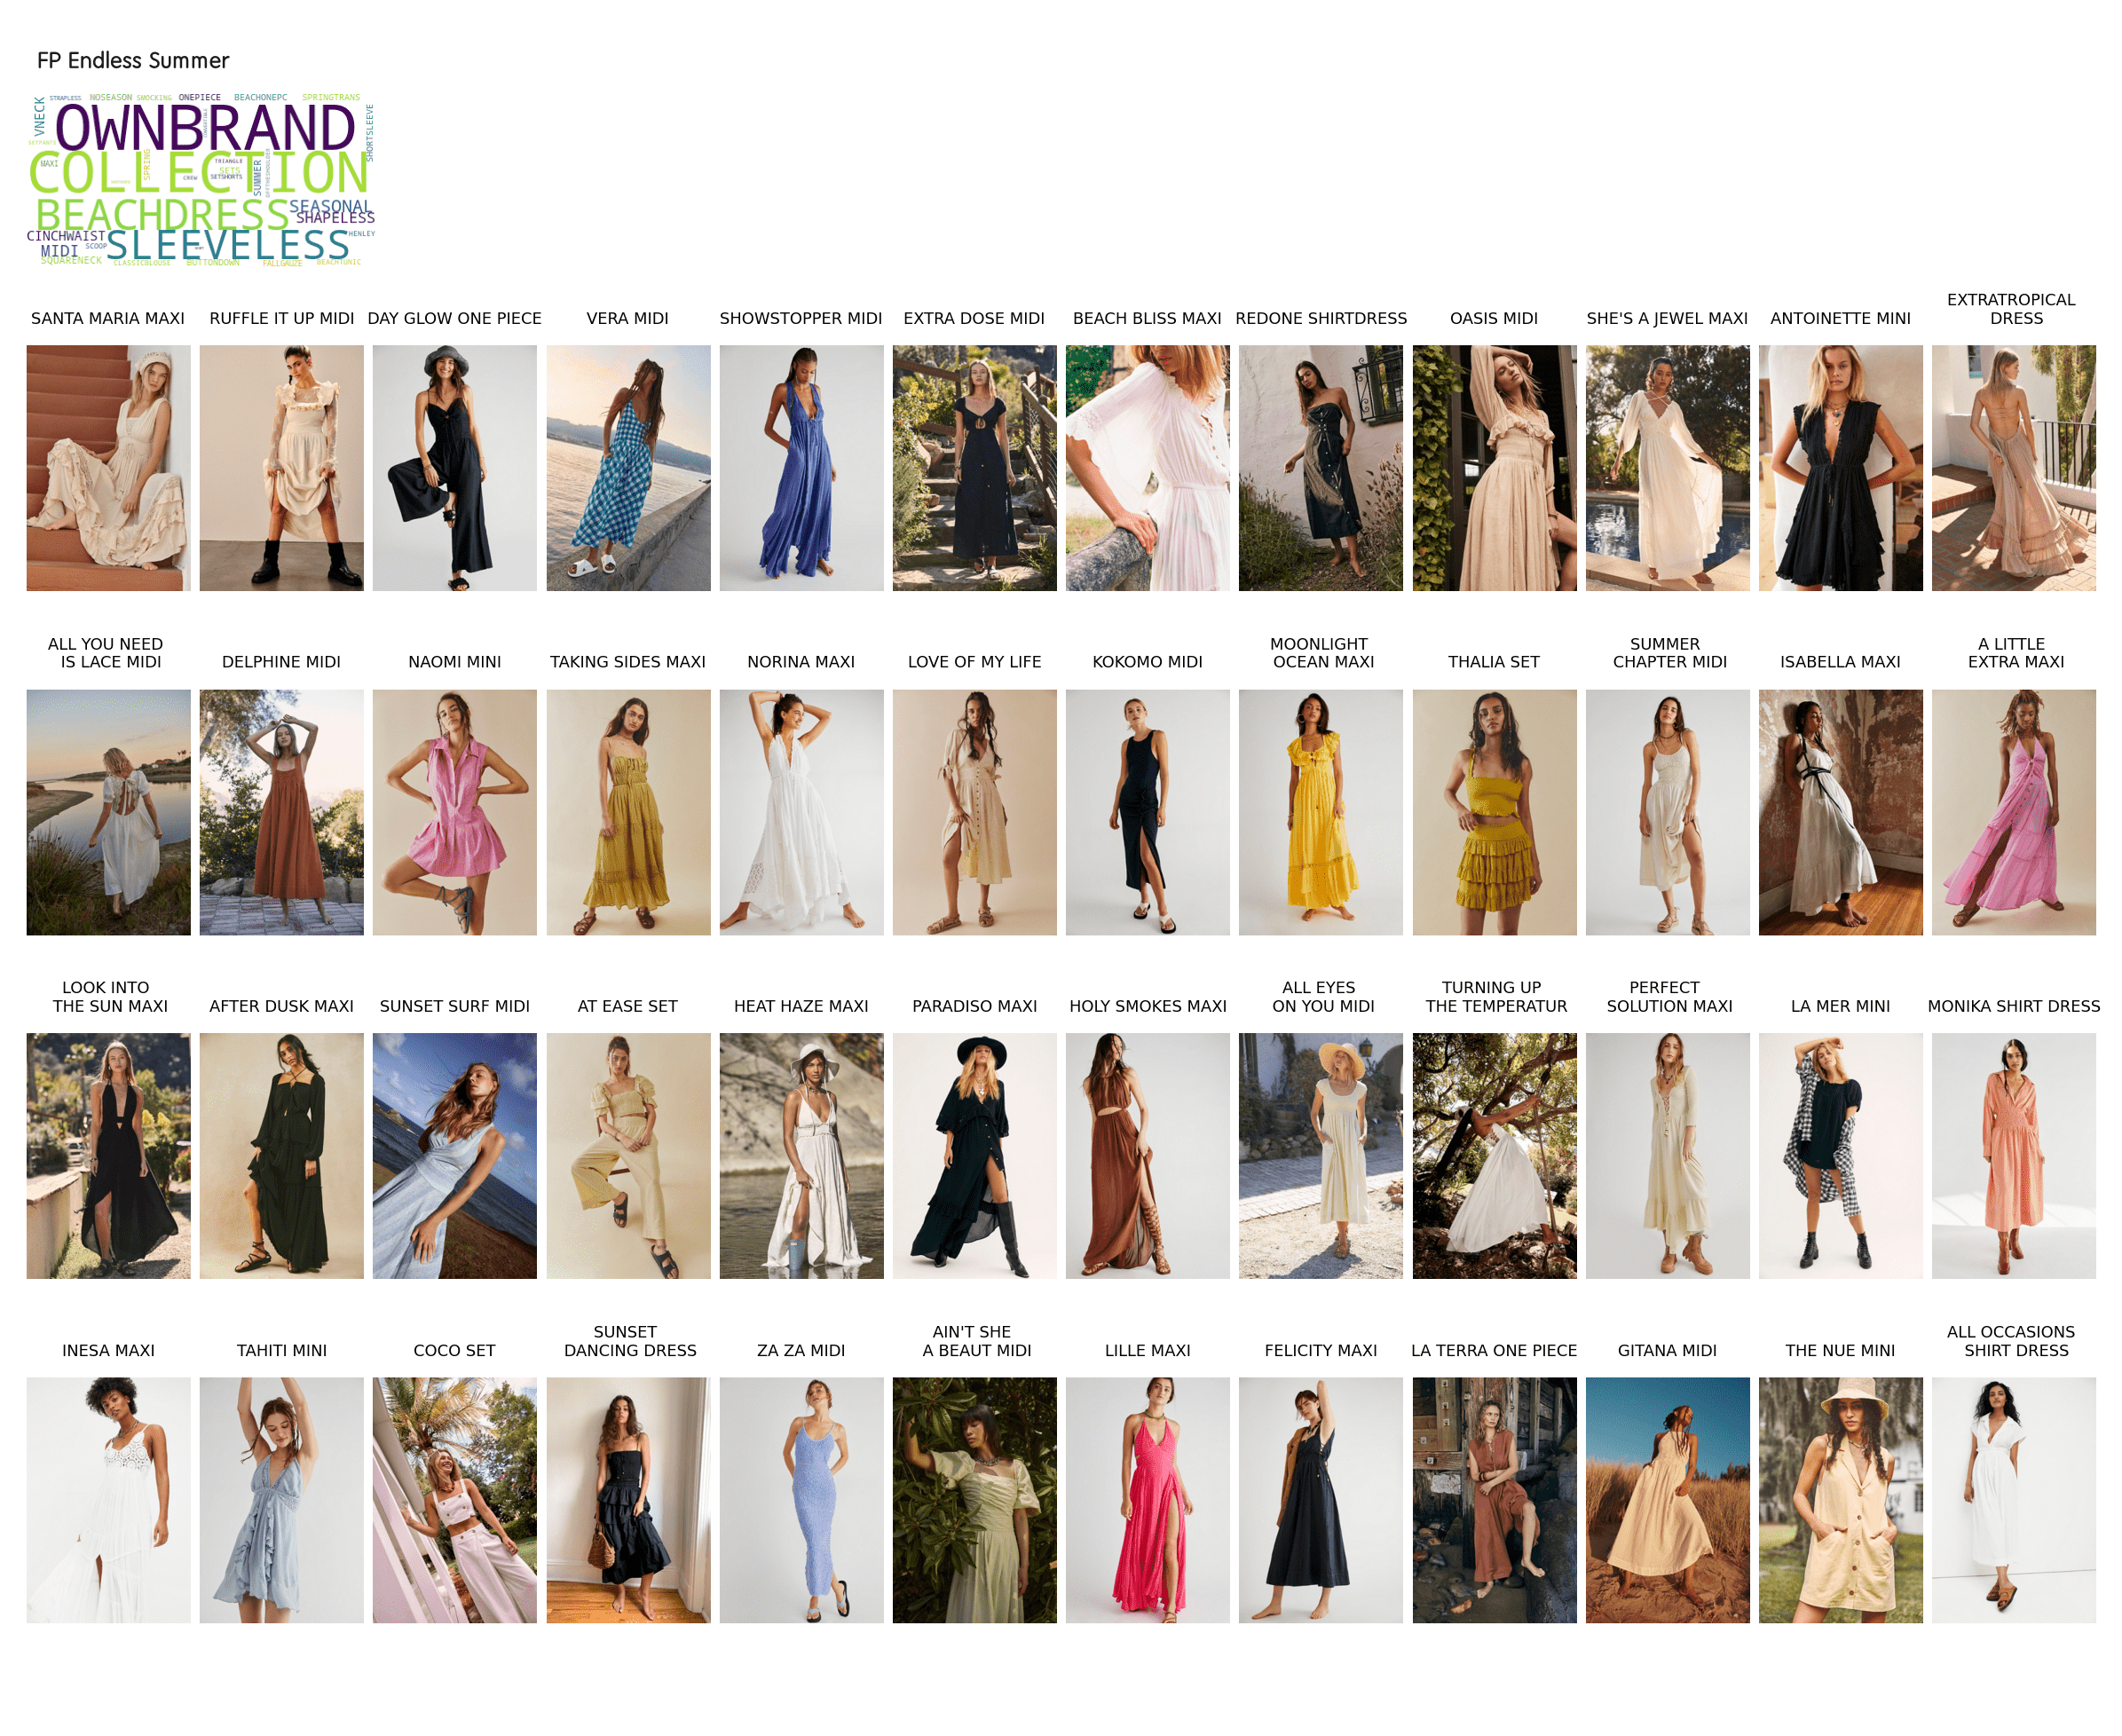 FP Endless Summer
STRAPLESS NOSEASON SMOCKING ONEPIECE BEACHONEPC SPRINGTRANS
VNECK
OWNBRAND
SHORTSLEEVE
SETPANTS
COLLECTION
MAXI
SPRING
TRIANGLE
SETS
CREW SETSHORTS
SUMMER
OFFTHESHOULDER
BEACHDRESS
SEASONAL
SHAPELESS
CINCHWAIST
SLEEVELESS
HENLEY
MIDI
SCOOP
SQUARENECK
CLASSICBLOUSE BUTTONDOWN FALLGAUZE BEACHTUNIC
SANTA MARIA MAXI
RUFFLE IT UP MIDI
DAY GLOW ONE PIECE
VERA MIDI
SHOWSTOPPER MIDI
EXTRA DOSE MIDI
BEACH BLISS MAXI
REDONE SHIRTDRESS
OASIS MIDI
SHE'S A JEWEL MAXI
ANTOINETTE MINI
EXTRATROPICAL
DRESS
ALL YOU NEED
IS LACE MIDI
DELPHINE MIDI
NAOMI MINI
TAKING SIDES MAXI
NORINA MAXI
LOVE OF MY LIFE
KOKOMO MIDI
MOONLIGHT
OCEAN MAXI
THALIA SET
SUMMER
CHAPTER MIDI
ISABELLA MAXI
A LITTLE
EXTRA MAXI
LOOK INTO
THE SUN MAXI
AFTER DUSK MAXI
SUNSET SURF MIDI
AT EASE SET
HEAT HAZE MAXI
PARADISO MAXI
HOLY SMOKES MAXI
ALL EYES
ON YOU MIDI
TURNING UP
THE TEMPERATUR
PERFECT
SOLUTION MAXI
LA MER MINI
MONIKA SHIRT DRESS
INESA MAXI
TAHITI MINI
COCO SET
SUNSET
DANCING DRESS
ZA ZA MIDI
AIN'T SHE
A BEAUT MIDI
LILLE MAXI
FELICITY MAXI
LA TERRA ONE PIECE
GITANA MIDI
THE NUE MINI
ALL OCCASIONS
SHIRT DRESS